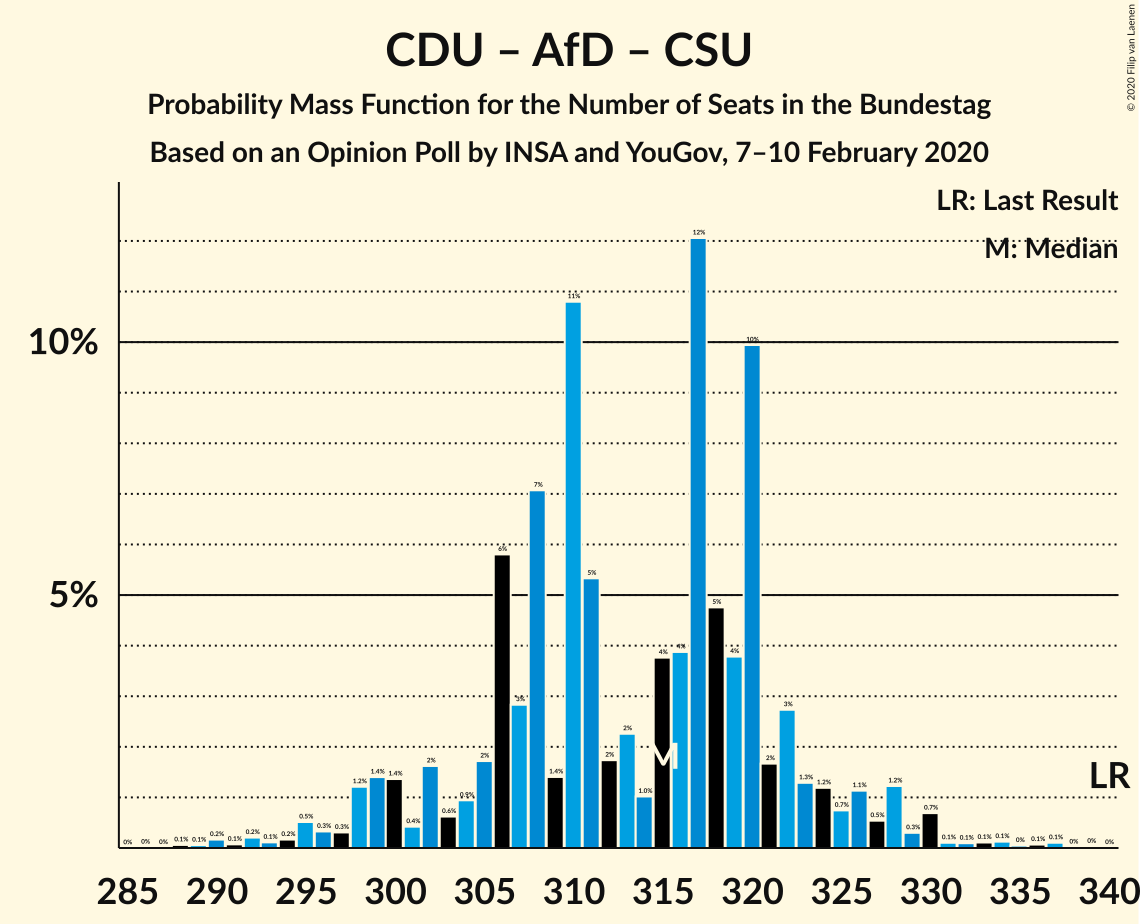 CDU – AfD – CSU
Probability Mass Function for the Number of Seats in the Bundestag
Based on an Opinion Poll by INSA and YouGov, 7–10 February 2020
© 2020 Filip van Laenen
LR: Last Result
M: Median
10%
5%
0% 0% 0% 0.1% 0.1% 0.2% 0.1% 0.2% 0.1% 0.2% 0.5% 0.3% 0.3% 1.2% 1.4% 1.4% 0.4% 2% 0.6% 0.9% 2% 6% 3% 7% 1.4% 11% 5% 2% 2% 1.0% 4% 4% 12% 5% 4% 10% 2% 3% 1.3% 1.2% 0.7% 1.1% 0.5% 1.2% 0.3% 0.7% 0.1% 0.1% 0.1% 0.1% 0% 0.1% 0.1% 0% 0% 0%
M
LR
285 290 295 300 305 310 315 320 325 330 335 340